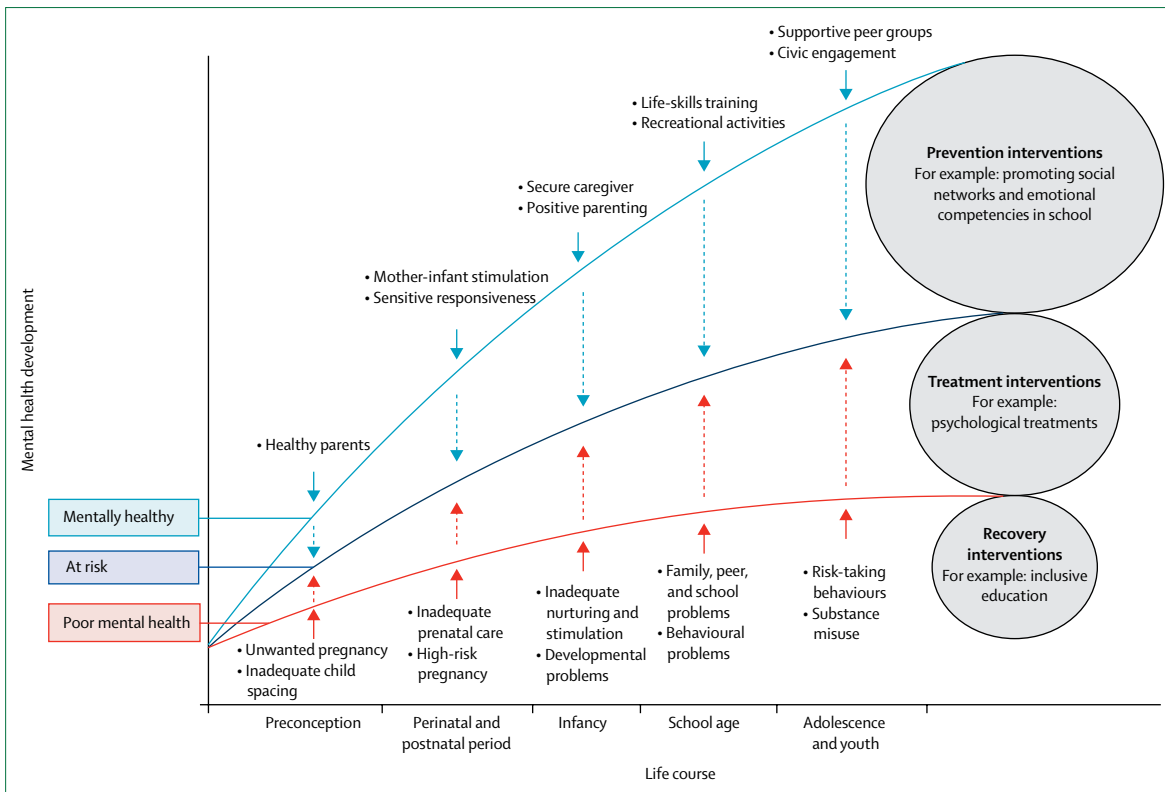 • Supportive peer groups
• Civic engagement
• Life-skills training
• Recreational activities
• Secure caregiver
• Positive parenting
• Mother-infant stimulation
• Sensitive responsiveness
• Healthy parents
Prevention interventions
For example: promoting social
networks and emotional
competencies in school
Treatment interventions
For example:
psychological treatments
Recovery
interventions
For example: inclusive
education
Mental health development
Mentally healthy
At risk
Poor mental health
• Unwanted pregnancy
• Inadequate child
spacing
• Inadequate
prenatal care
• High-risk
pregnancy
• Inadequate
nurturing and
stimulation
• Developmental
problems
• Family, peer,
and school
problems
• Behavioural
problems
• Risk-taking
behaviours
• Substance
misuse
Preconception
Perinatal and
postnatal period
Infancy
School age
Adolescence
and youth
Life course